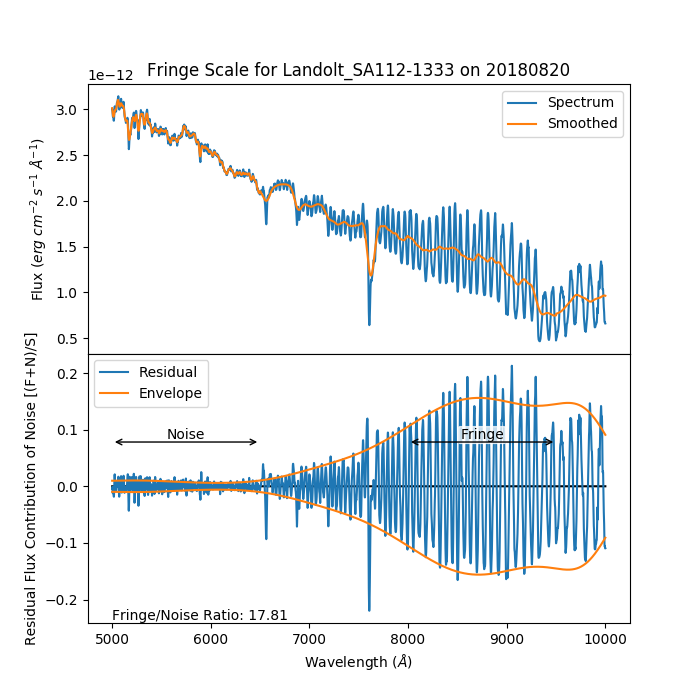 Fringe Scale for Landolt_SA112-1333 on 20180820
1e−12
3.0
2.5
2.0
1.5
1.0
0.5
Flux (erg cm⁻² s⁻¹ Å⁻¹)
Spectrum
Smoothed
0.2
0.1
0.0
−0.1
−0.2
Residual Flux Contribution of Noise [(F+N)/S]
Residual
Envelope
Noise
Fringe
Fringe/Noise Ratio: 17.81
5000 6000 7000 8000 9000 10000
Wavelength (Å)